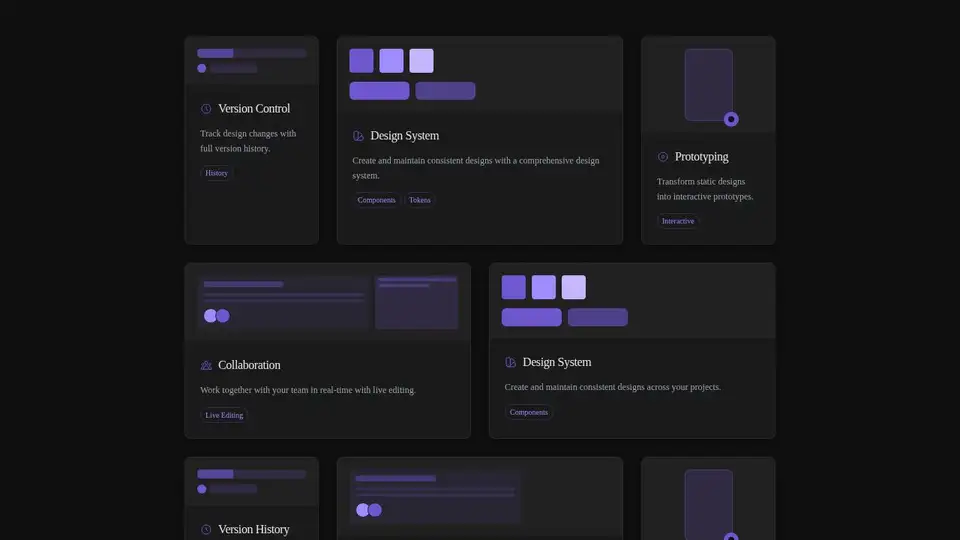 Version Control
Track design changes with
full version history.
History
Design System
Create and maintain consistent designs with a comprehensive design
system.
Components
Tokens
Prototyping
Transform static designs
into interactive prototypes.
Interactive
Collaboration
Work together with your team in real-time with live editing.
Live Editing
Design System
Create and maintain consistent designs across your projects.
Components
Version History